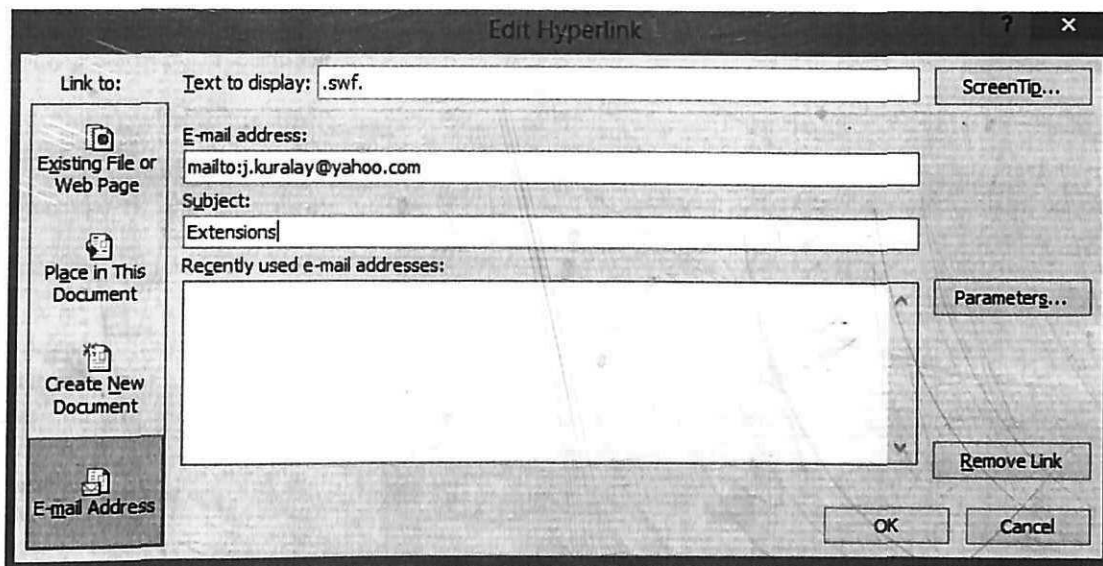 Edit Hyperlink ? ×
Link to:
Text to display: .swf.
ScreenTip...
Existing File or
Web Page
E-mail address:
mailto:j.kuralay@yahoo.com
Subject:
Extensions
Place in This
Document
Recently used e-mail addresses:
Parameters...
Create New
Document
E-mail Address
Remove Link
OK
Cancel